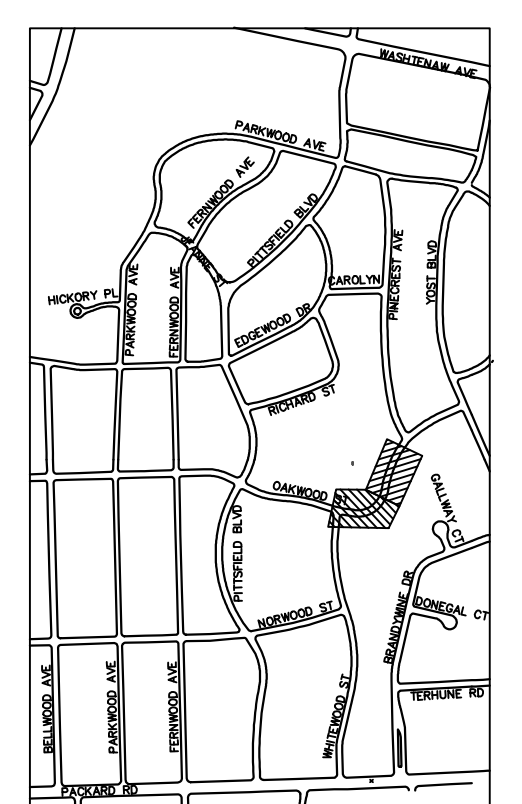 WASHTENAW AVE
PARKWOOD AVE
FERNWOOD AVE
PITTSFIELD BLVD
DEANNE ST
CAROLYN
PINECREST AVE
YOST BLVD
HICKORY PL
PARKWOOD AVE
FERNWOOD AVE
EDGEWOOD DR
RICHARD ST
OAKWOOD ST
GALLWAY CT
PITTSFIELD BLVD
NORWOOD ST
BRANDYWINE DR
DONEGAL CT
BELLWOOD AVE
PARKWOOD AVE
FERNWOOD AVE
WHITEWOOD ST
TERHUNE RD
PACKARD RD